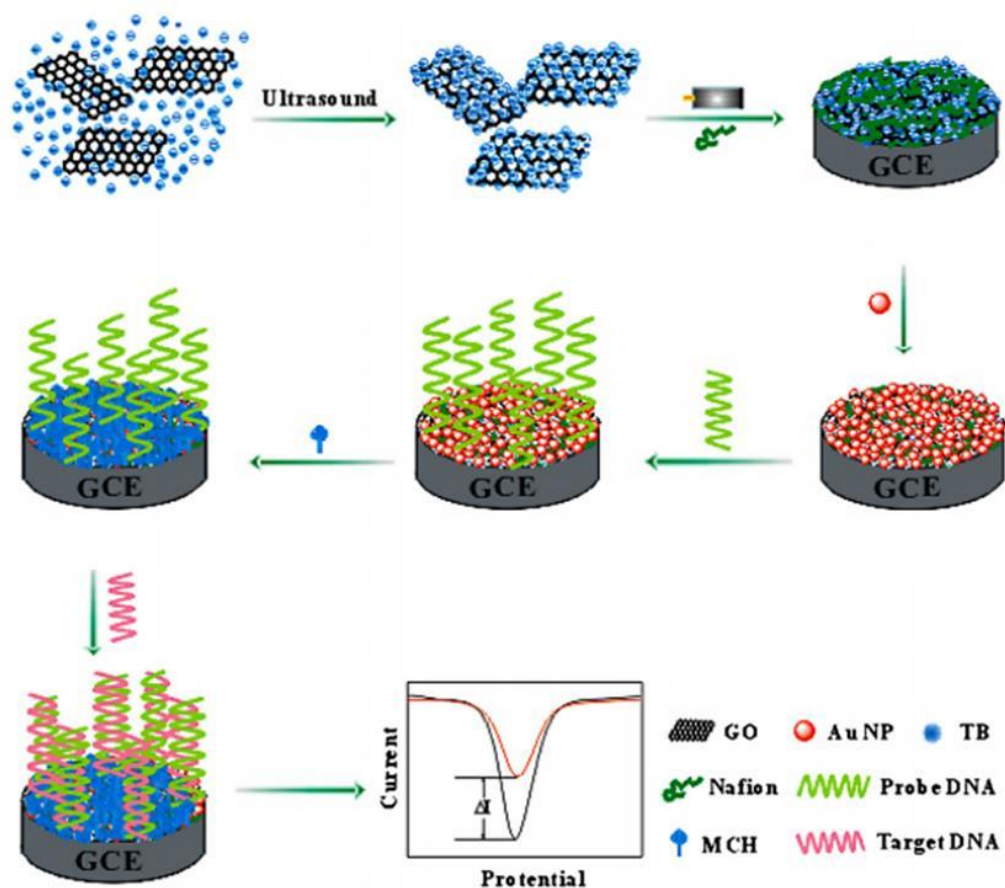 Ultrasound
GCE
GCE
GCE
GCE
GCE
Current
ΔI
Protential
GO
Au NP
TB
Nafion
Probe DNA
MCH
Target DNA